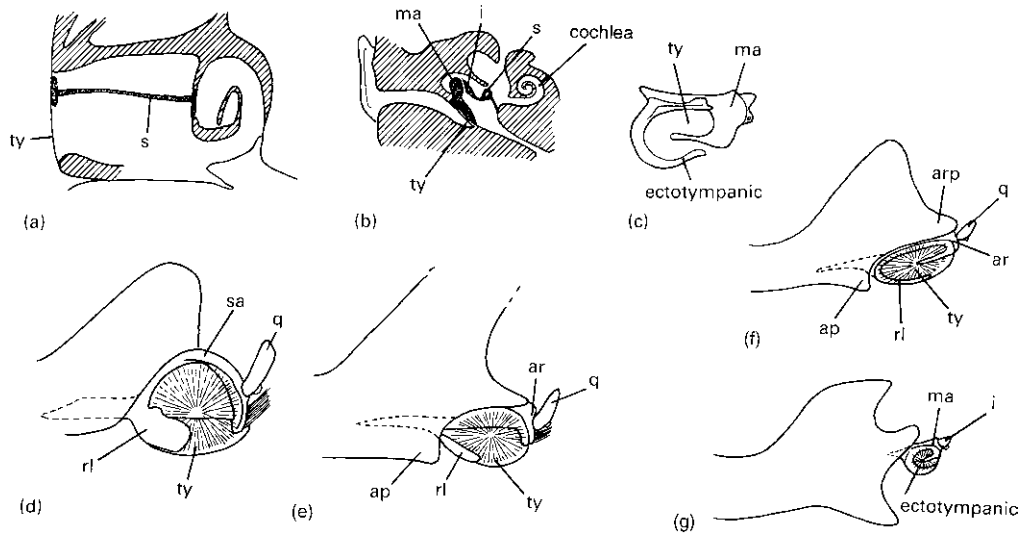 ty
s
(a)
ma
i
s
cochlea
ty
(b)
ty
ma
ectotympanic
(c)
sa
q
rl
ty
(d)
ar
q
ap
rl
ty
(e)
arp
q
ar
ap
rl
ty
(f)
ma
i
ectotympanic
(g)